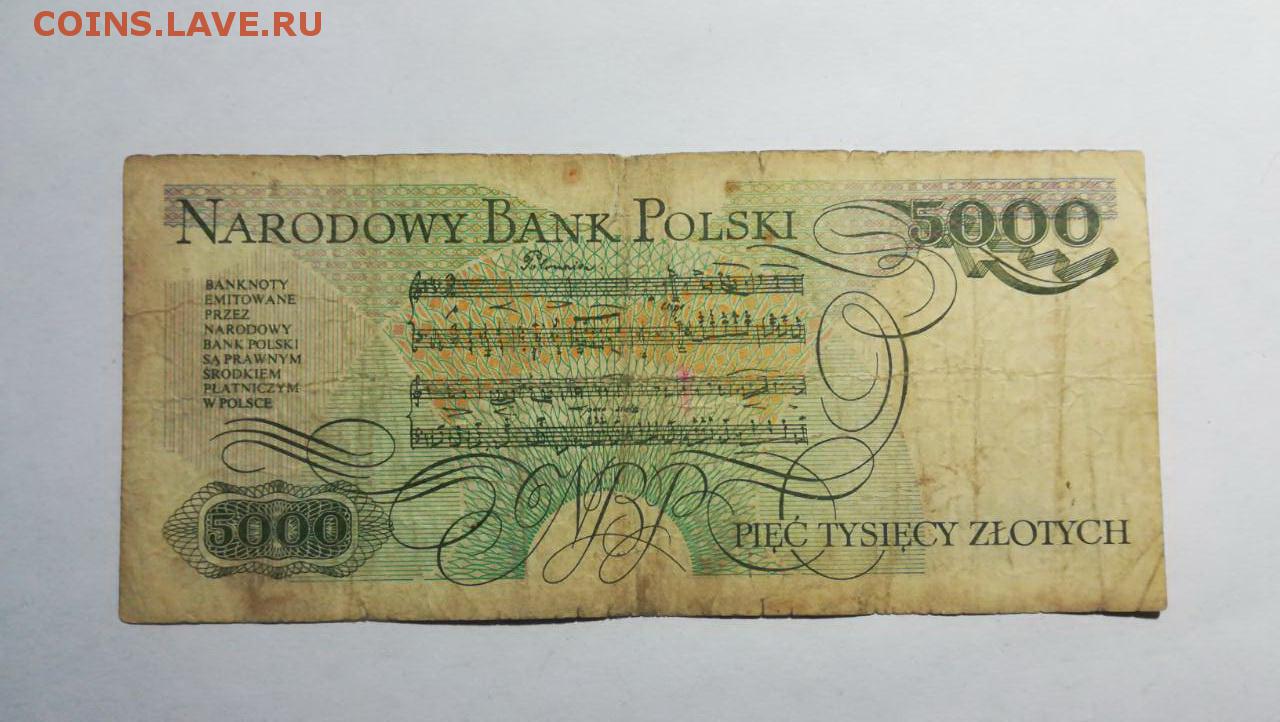 COINS.LAVE.RU
NARODOWY BANK POLSKI
5000
Polonaise
BANKNOTY
EMITOWANE
PRZEZ
NARODOWY
BANK POLSKI
SĄ PRAWNYM
ŚRODKIEM
PŁATNICZYM
W POLSCE
NBP
5000
PIĘĆ TYSIĘCY ZŁOTYCH